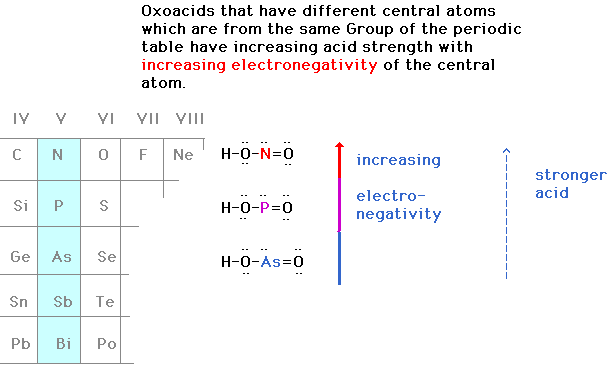 Oxoacids that have different central atoms
which are from the same Group of the periodic
table have increasing acid strength with
increasing electronegativity of the central
atom.
IV V VI VII VIII
C N O F Ne
H-O-N=O
increasing
stronger
acid
Si P S
H-O-P=O
electro-
negativity
Ge As Se
H-O-As=O
Sn Sb Te
Pb Bi Po